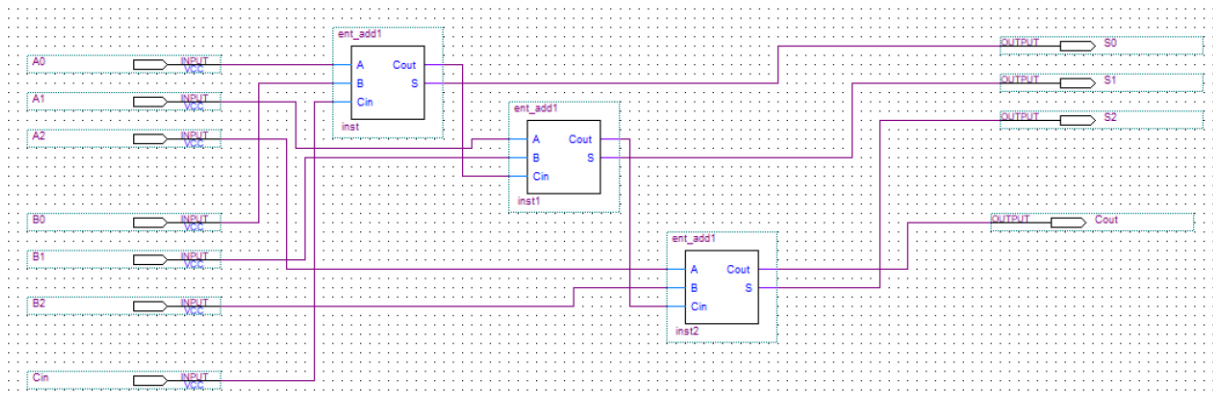 ent_add1
A Cout
B S
Cin
inst
ent_add1
A Cout
B S
Cin
inst1
ent_add1
A Cout
B S
Cin
inst2
A0 INPUT VCC
A1 INPUT VCC
A2 INPUT VCC
B0 INPUT VCC
B1 INPUT VCC
B2 INPUT VCC
Cin INPUT VCC
OUTPUT S0
OUTPUT S1
OUTPUT S2
OUTPUT Cout